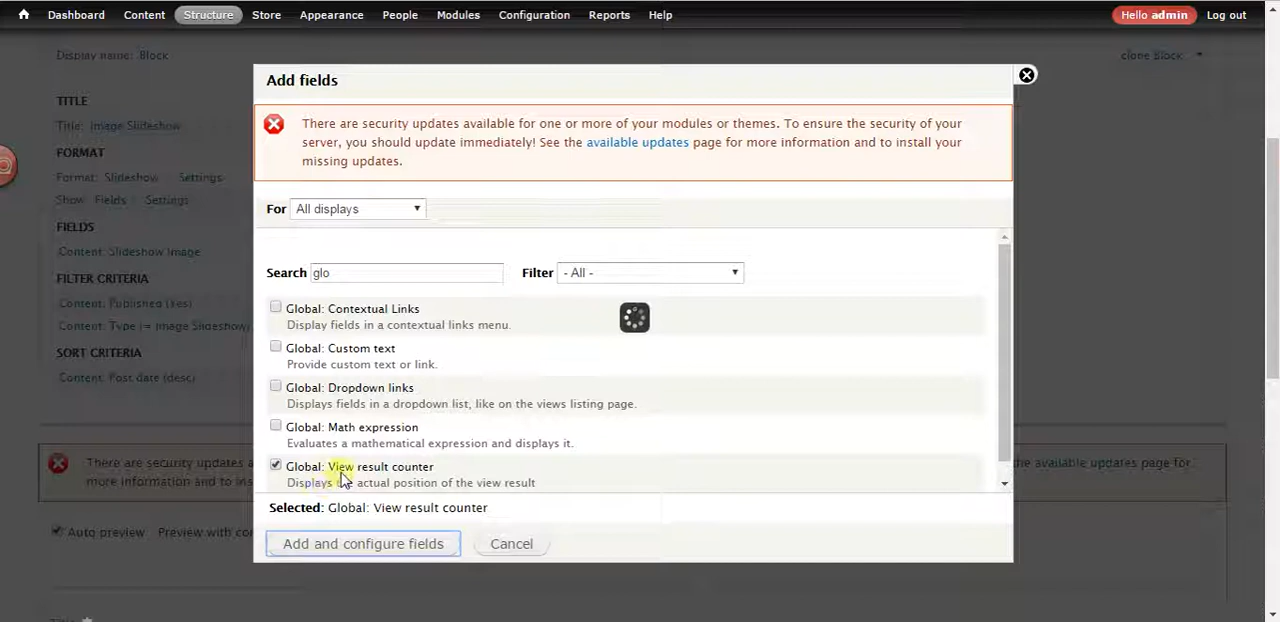 Dashboard Content Structure Store Appearance People Modules Configuration Reports Help Hello admin Log out
Display name: Block clone Block
TITLE
Title: Image Slideshow
FORMAT
Format: Slideshow Settings
Show: Fields Settings
FIELDS
Content: Slideshow Image
FILTER CRITERIA
Content: Published (Yes)
Content: Type (= Image Slideshow)
SORT CRITERIA
Content: Post date (desc)
Add fields
There are security updates available for one or more of your modules or themes. To ensure the security of your
server, you should update immediately! See the available updates page for more information and to install your
missing updates.
For All displays
Search glo Filter - All -
Global: Contextual Links
Display fields in a contextual links menu.
Global: Custom text
Provide custom text or link.
Global: Dropdown links
Displays fields in a dropdown list, like on the views listing page.
Global: Math expression
Evaluates a mathematical expression and displays it.
Global: View result counter
Displays the actual position of the view result
Selected: Global: View result counter
Add and configure fields Cancel
There are security updates a the available updates page for
more information and to ins
Auto preview Preview with con